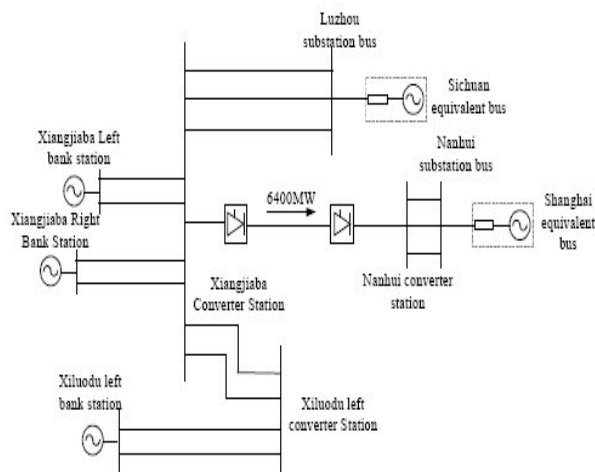 Luzhou
substation bus
Sichuan
equivalent bus
Xiangjiaba Left
bank station
Nanhui
substation bus
6400MW
Shanghai
equivalent
bus
Xiangjiaba Right
Bank Station
Xiangjiaba
Converter Station
Nanhui converter
station
Xiluodu left
bank station
Xiluodu left
converter Station